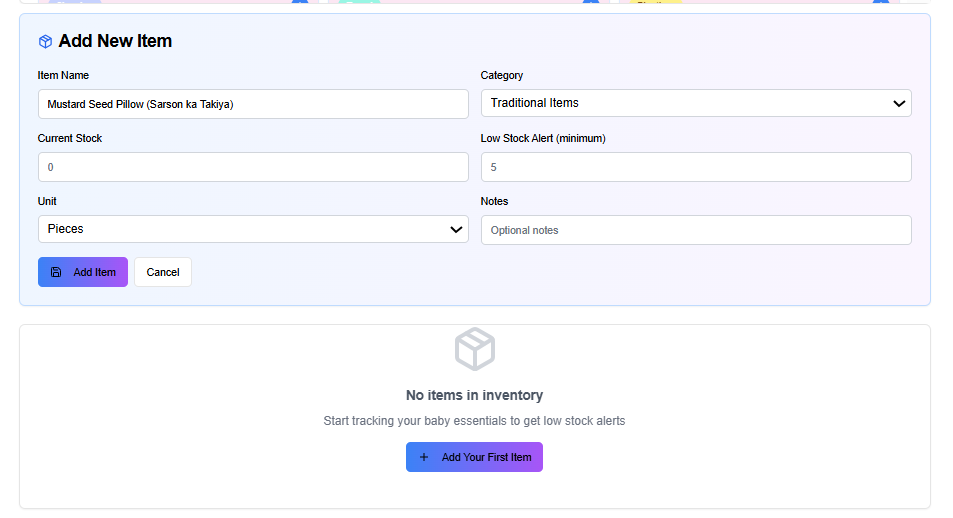 Add New Item
Item Name
Category
Mustard Seed Pillow (Sarson ka Takiya)
Traditional Items
Current Stock
Low Stock Alert (minimum)
0
5
Unit
Notes
Pieces
Optional notes
Add Item
Cancel
No items in inventory
Start tracking your baby essentials to get low stock alerts
Add Your First Item